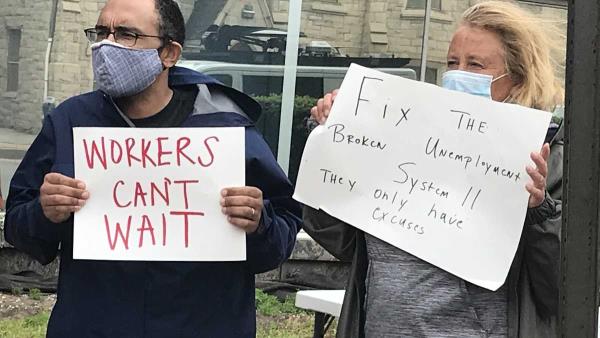 WORKERS
CAN'T
WAIT
Fix THE
BROKEN Unemployment
System!!
They only have
excuses